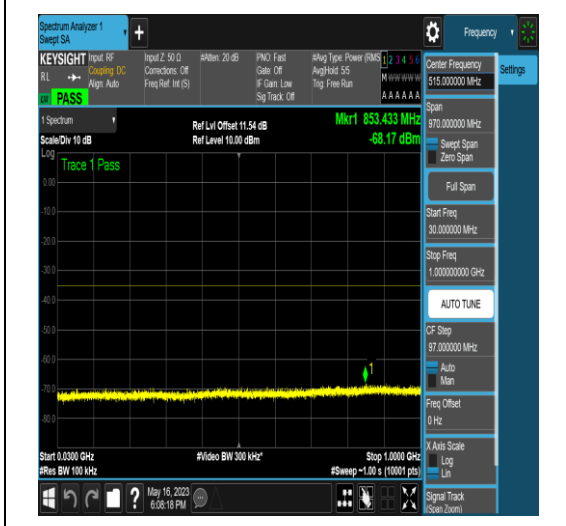 Spectrum Analyzer 1
Swept SA
+
Frequency
KEYSIGHT
RL
PASS
Input: RF
Coupling: DC
Align: Auto
Input Z: 50 Ω
Corrections: Off
Freq Ref: Int (S)
#Atten: 20 dB
PNO: Fast
Gate: Off
IF Gain: Low
Sig Track: Off
#Avg Type: Power (RMS
Avg|Hold: 5/5
Trig: Free Run
1 2 3 4 5 6
M W W W W W
A A A A A A
Settings
1 Spectrum
Scale/Div 10 dB
Ref Lvl Offset 11.54 dB
Ref Level 10.00 dBm
Mkr1 853.433 MHz
-68.17 dBm
Log
Trace 1 Pass
0.00
-10.0
-20.0
-30.0
-40.0
-50.0
-60.0
-70.0
-80.0
1
Start 0.0300 GHz
#Res BW 100 kHz
#Video BW 300 kHz*
Stop 1.0000 GHz
#Sweep ~1.00 s (10001 pts)
Center Frequency
515.000000 MHz
Span
970.000000 MHz
Swept Span
Zero Span
Full Span
Start Freq
30.000000 MHz
Stop Freq
1.000000000 GHz
AUTO TUNE
CF Step
97.000000 MHz
Auto
Man
Freq Offset
0 Hz
X Axis Scale
Log
Lin
Signal Track
(Span Zoom)
?
May 16, 2023
6:08:18 PM